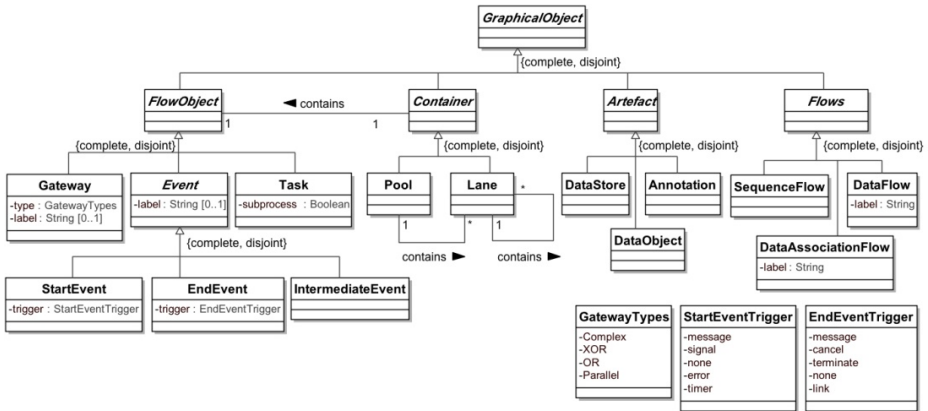 GraphicalObject
{complete, disjoint}
FlowObject
◄ contains
1
1
Container
Artefact
Flows
{complete, disjoint}
{complete, disjoint}
{complete, disjoint}
{complete, disjoint}
Gateway
-type : GatewayTypes
-label : String [0..1]
Event
-label : String [0..1]
Task
-subprocess : Boolean
Pool
Lane
*
1
*
1
contains ►
contains ►
DataStore
Annotation
DataObject
SequenceFlow
DataFlow
-label : String
DataAssociationFlow
-label : String
{complete, disjoint}
StartEvent
-trigger : StartEventTrigger
EndEvent
-trigger : EndEventTrigger
IntermediateEvent
GatewayTypes
-Complex
-XOR
-OR
-Parallel
StartEventTrigger
-message
-signal
-none
-error
-timer
EndEventTrigger
-message
-cancel
-terminate
-none
-link